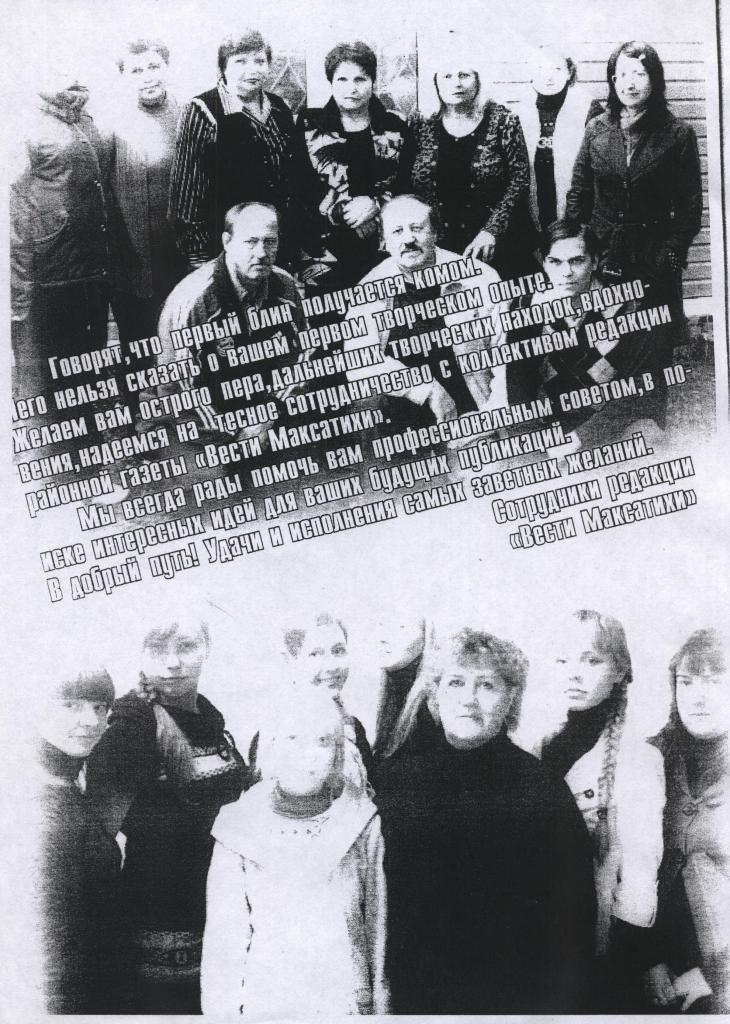 Говорят, что первый блин получается комом.
его нельзя сказать о вашем первом творческом опыте.
Желаем вам острого пера, дальнейших творческих находок, вдохно-
вения, надеемся на тесное сотрудничество с коллективом редакции
районной газеты «Вести Максатихи».
Мы всегда рады помочь вам профессиональным советом, в по-
иске интересных идей для ваших будущих публикаций.
В добрый путь! Удачи и исполнения самых заветных желаний.
Сотрудники редакции
«Вести Максатихи»